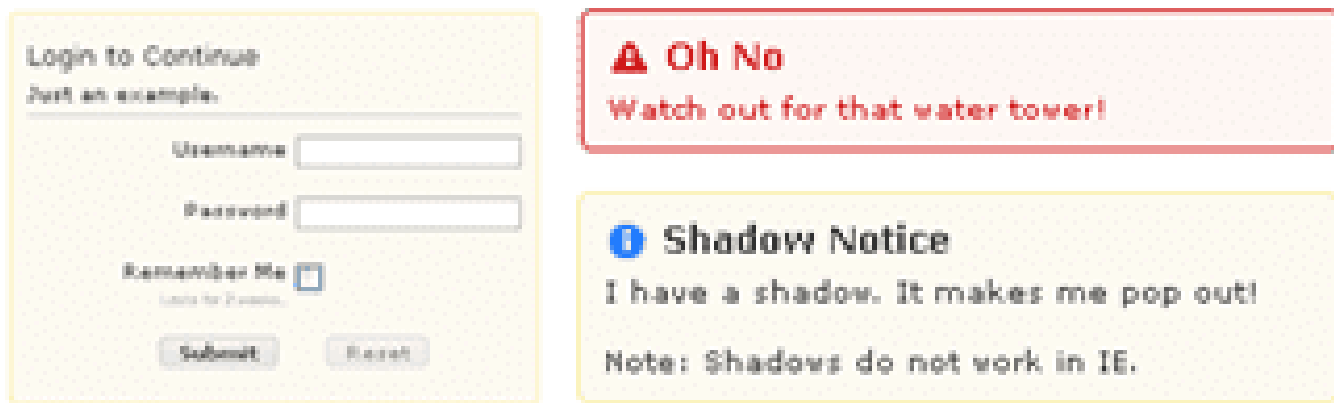 Login to Continue
Just an example.
Username
Password
Remember Me
Submit
Reset
Oh No
Watch out for that water tower!
Shadow Notice
I have a shadow. It makes me pop out!
Note: Shadows do not work in IE.